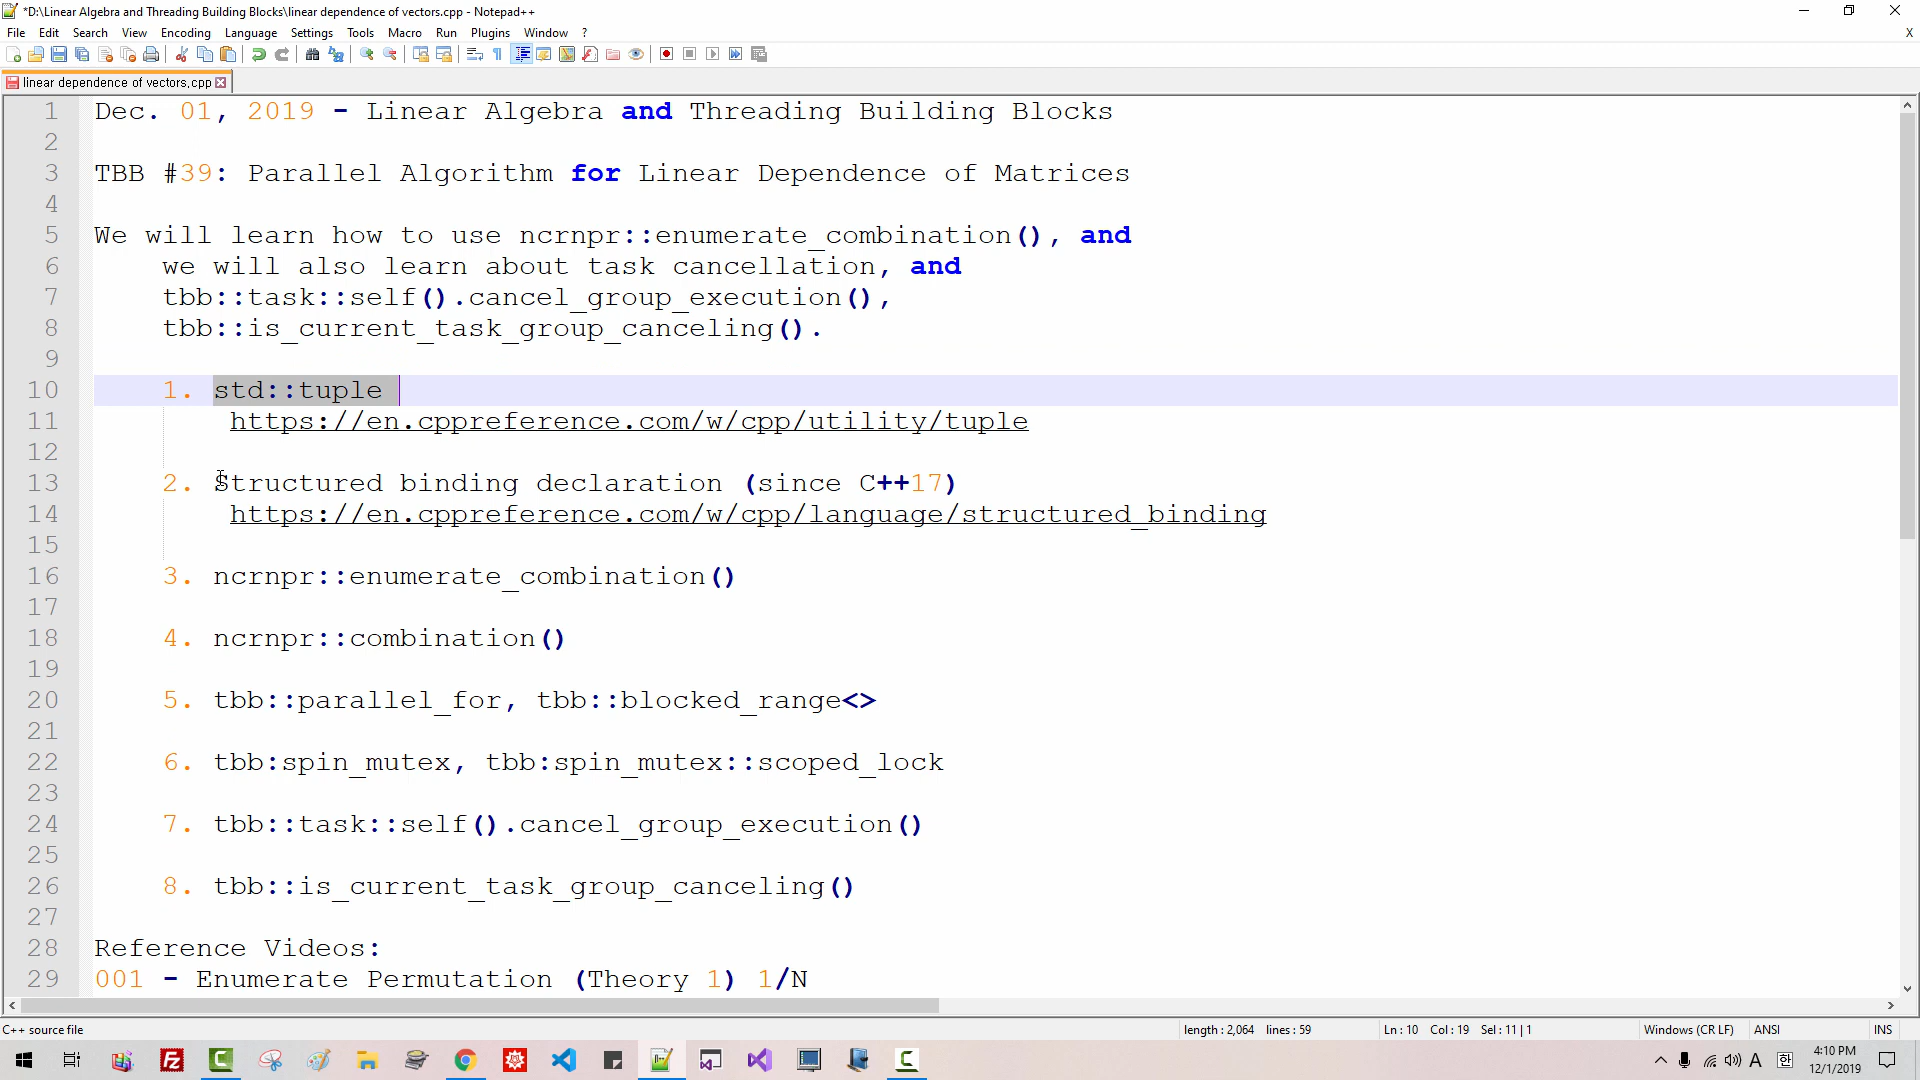 *D:\Linear Algebra and Threading Building Blocks\linear dependence of vectors.cpp - Notepad++
File Edit Search View Encoding Language Settings Tools Macro Run Plugins Window ? X
linear dependence of vectors.cpp
1 Dec. 01, 2019 - Linear Algebra and Threading Building Blocks
2
3 TBB #39: Parallel Algorithm for Linear Dependence of Matrices
4
5 We will learn how to use ncrnpr::enumerate_combination(), and
6 we will also learn about task cancellation, and
7 tbb::task::self().cancel_group_execution(),
8 tbb::is_current_task_group_canceling().
9
10 1. std::tuple
11 https://en.cppreference.com/w/cpp/utility/tuple
12
13 2. Structured binding declaration (since C++17)
14 https://en.cppreference.com/w/cpp/language/structured_binding
15
16 3. ncrnpr::enumerate_combination()
17
18 4. ncrnpr::combination()
19
20 5. tbb::parallel_for, tbb::blocked_range<>
21
22 6. tbb:spin_mutex, tbb:spin_mutex::scoped_lock
23
24 7. tbb::task::self().cancel_group_execution()
25
26 8. tbb::is_current_task_group_canceling()
27
28 Reference Videos:
29 001 - Enumerate Permutation (Theory 1) 1/N
C++ source file length : 2,064 lines : 59 Ln : 10 Col : 19 Sel : 11 | 1 Windows (CR LF) ANSI INS
A 한 4:10 PM
12/1/2019